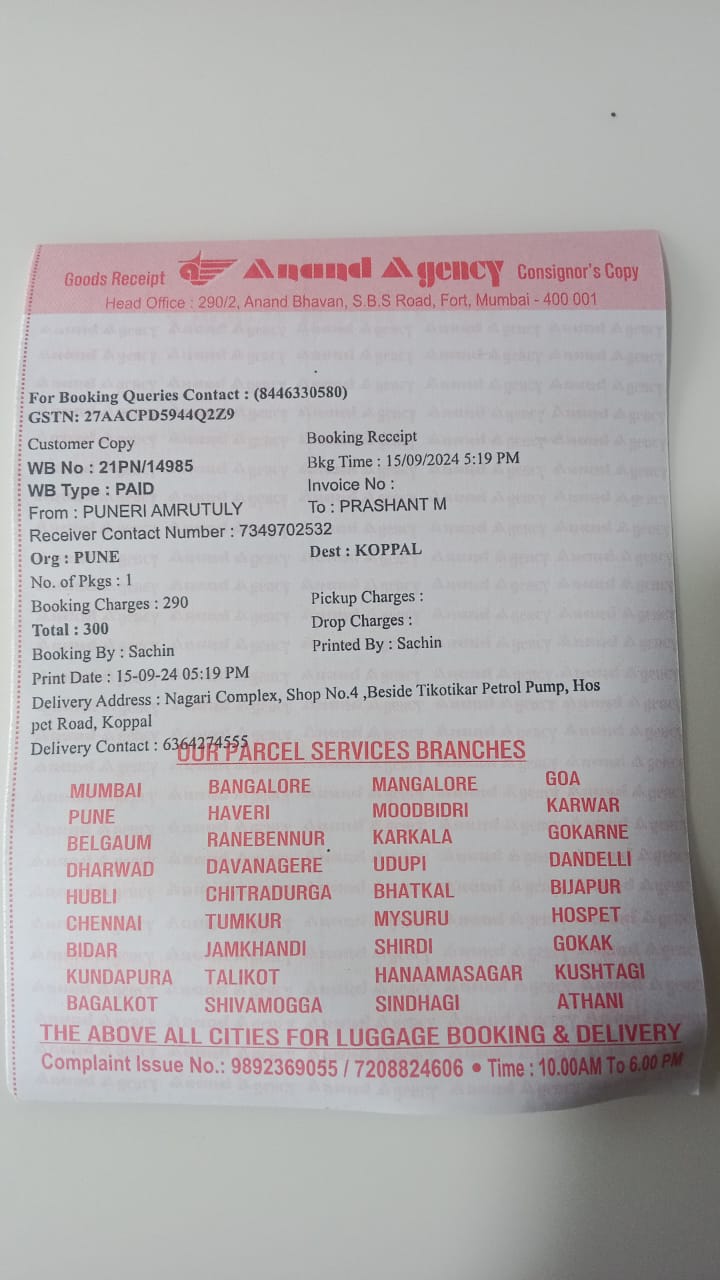 Goods Receipt Anand Agency Consignor's Copy
Head Office : 290/2, Anand Bhavan, S.B.S Road, Fort, Mumbai - 400 001
For Booking Queries Contact : (8446330580)
GSTN: 27AACPD5944Q2Z9
Customer Copy Booking Receipt
WB No : 21PN/14985 Bkg Time : 15/09/2024 5:19 PM
WB Type : PAID Invoice No :
From : PUNERI AMRUTULY To : PRASHANT M
Receiver Contact Number : 7349702532
Org : PUNE Dest : KOPPAL
No. of Pkgs : 1
Booking Charges : 290 Pickup Charges :
Total : 300 Drop Charges :
Booking By : Sachin Printed By : Sachin
Print Date : 15-09-24 05:19 PM
Delivery Address : Nagari Complex, Shop No.4 ,Beside Tikotikar Petrol Pump, Hos
pet Road, Koppal
Delivery Contact : 6364274555
OUR PARCEL SERVICES BRANCHES
MUMBAI BANGALORE MANGALORE GOA
PUNE HAVERI MOODBIDRI KARWAR
BELGAUM RANEBENNUR KARKALA GOKARNE
DHARWAD DAVANAGERE UDUPI DANDELLI
HUBLI CHITRADURGA BHATKAL BIJAPUR
CHENNAI TUMKUR MYSURU HOSPET
BIDAR JAMKHANDI SHIRDI GOKAK
KUNDAPURA TALIKOT HANAAMASAGAR KUSHTAGI
BAGALKOT SHIVAMOGGA SINDHAGI ATHANI
THE ABOVE ALL CITIES FOR LUGGAGE BOOKING & DELIVERY
Complaint Issue No.: 9892369055 / 7208824606 • Time : 10.00AM To 6.00 PM